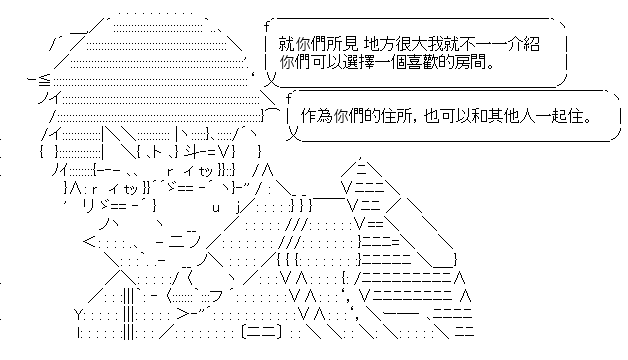 就你們所見 地方很大我就不一一介紹
你們可以選擇一個喜歡的房間。
作為你們的住所，也可以和其他人一起住。